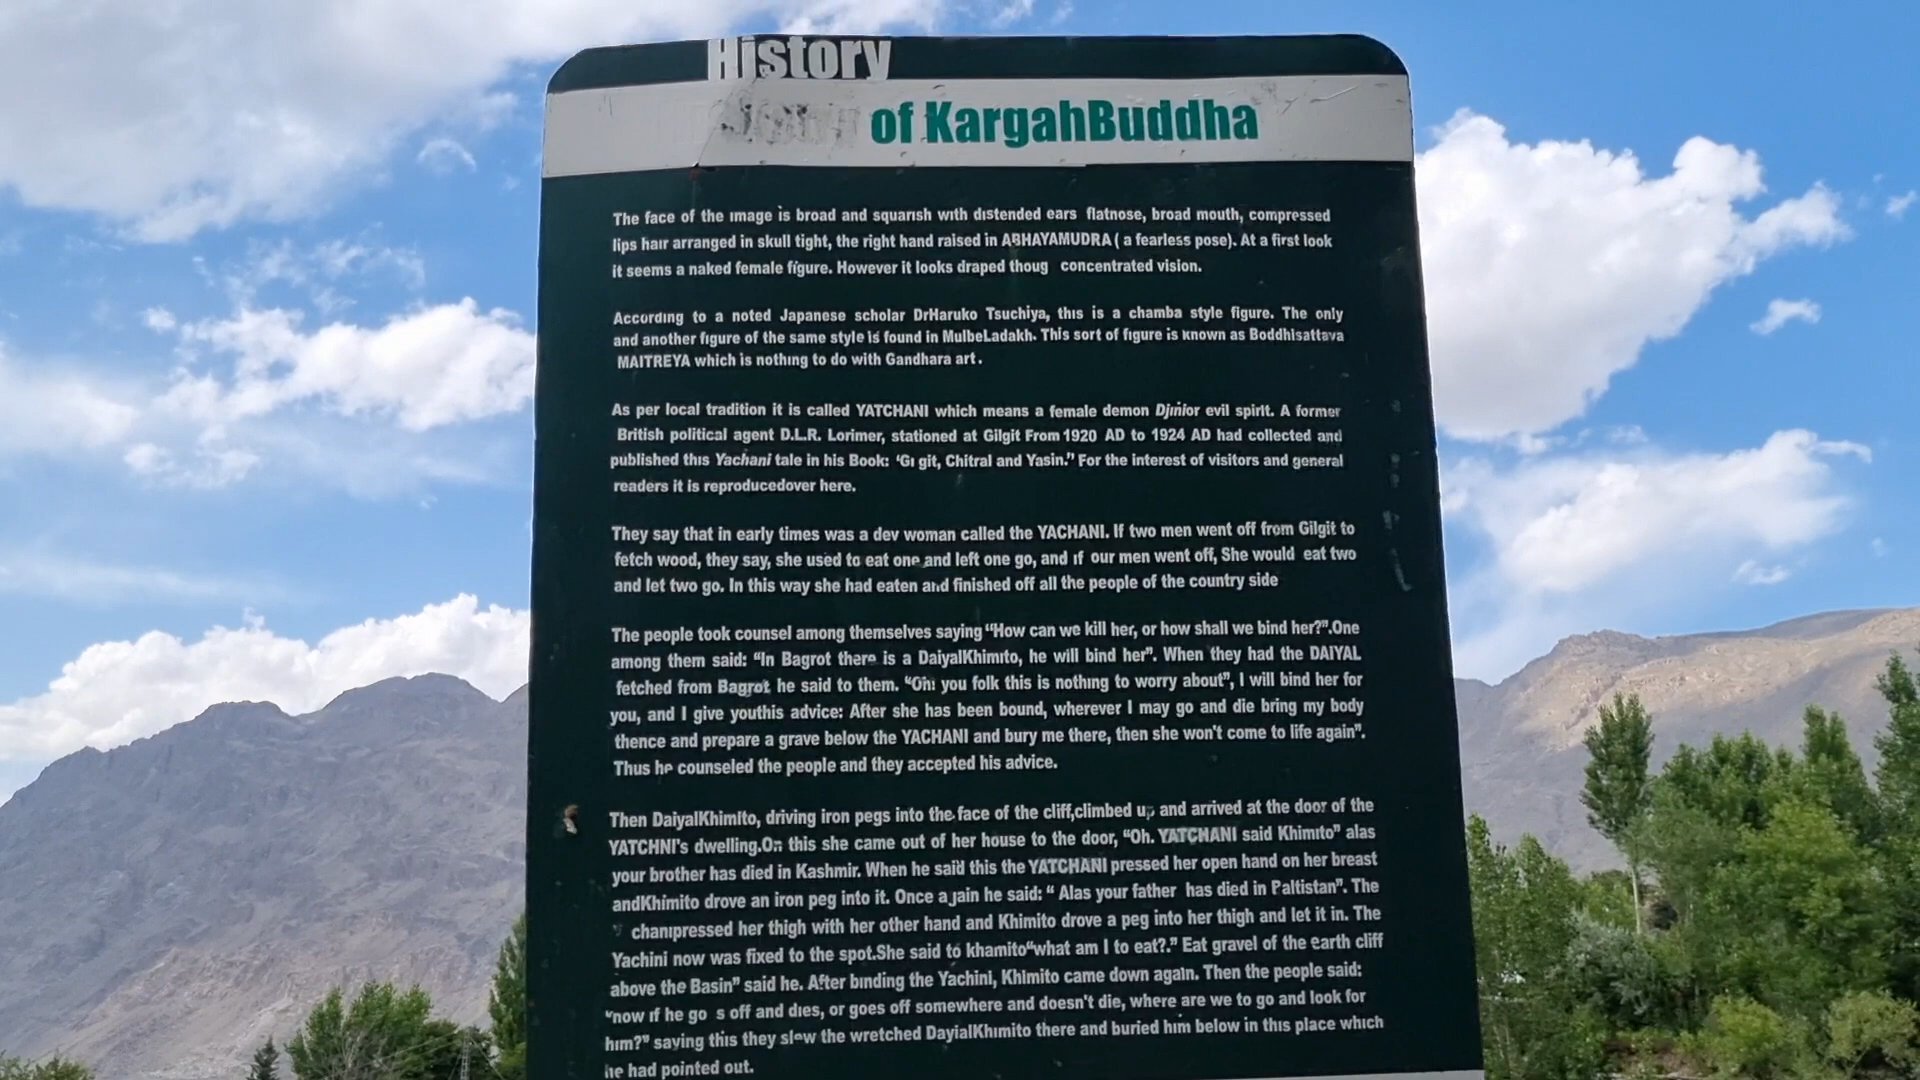 History
of KargahBuddha
The face of the image is broad and squarish with distended ears flatnose, broad mouth, compressed
lips hair arranged in skull tight, the right hand raised in ABHAYAMUDRA ( a fearless pose). At a first look
it seems a naked female figure. However it looks draped thoug concentrated vision.
According to a noted Japanese scholar DrHaruko Tsuchiya, this is a chamba style figure. The only
and another figure of the same style is found in MulbeLadakh. This sort of figure is known as Boddhisattava
MAITREYA which is nothing to do with Gandhara art.
As per local tradition it is called YATCHANI which means a female demon Djinior evil spirit. A former
British political agent D.L.R. Lorimer, stationed at Gilgit From 1920 AD to 1924 AD had collected and
published this Yachani tale in his Book: ‘Gi git, Chitral and Yasin.” For the interest of visitors and general
readers it is reproducedover here.
They say that in early times was a dev woman called the YACHANI. If two men went off from Gilgit to
fetch wood, they say, she used to eat one and left one go, and if our men went off, She would eat two
and let two go. In this way she had eaten and finished off all the people of the country side
The people took counsel among themselves saying “How can we kill her, or how shall we bind her?”.One
among them said: “In Bagrot there is a DaiyalKhimito, he will bind her”. When they had the DAIYAL
fetched from Bagrot he said to them. “Oh! you folk this is nothing to worry about”, I will bind her for
you, and I give youthis advice: After she has been bound, wherever I may go and die bring my body
thence and prepare a grave below the YACHANI and bury me there, then she won't come to life again”.
Thus he counseled the people and they accepted his advice.
Then DaiyalKhimito, driving iron pegs into the face of the cliff,climbed up and arrived at the door of the
YATCHNI's dwelling.On this she came out of her house to the door, “Oh. YATCHANI said Khimito” alas
your brother has died in Kashmir. When he said this the YATCHANI pressed her open hand on her breast
andKhimito drove an iron peg into it. Once a ain he said: “ Alas your father has died in Paltistan”. The
chanipressed her thigh with her other hand and Khimito drove a peg into her thigh and let it in. The
Yachini now was fixed to the spot.She said to khamito“what am I to eat?.” Eat gravel of the earth cliff
above the Basin” said he. After binding the Yachini, Khimito came down again. Then the people said:
“now if he go s off and dies, or goes off somewhere and doesn't die, where are we to go and look for
him?” saying this they slew the wretched DayialKhimito there and buried him below in this place which
he had pointed out.